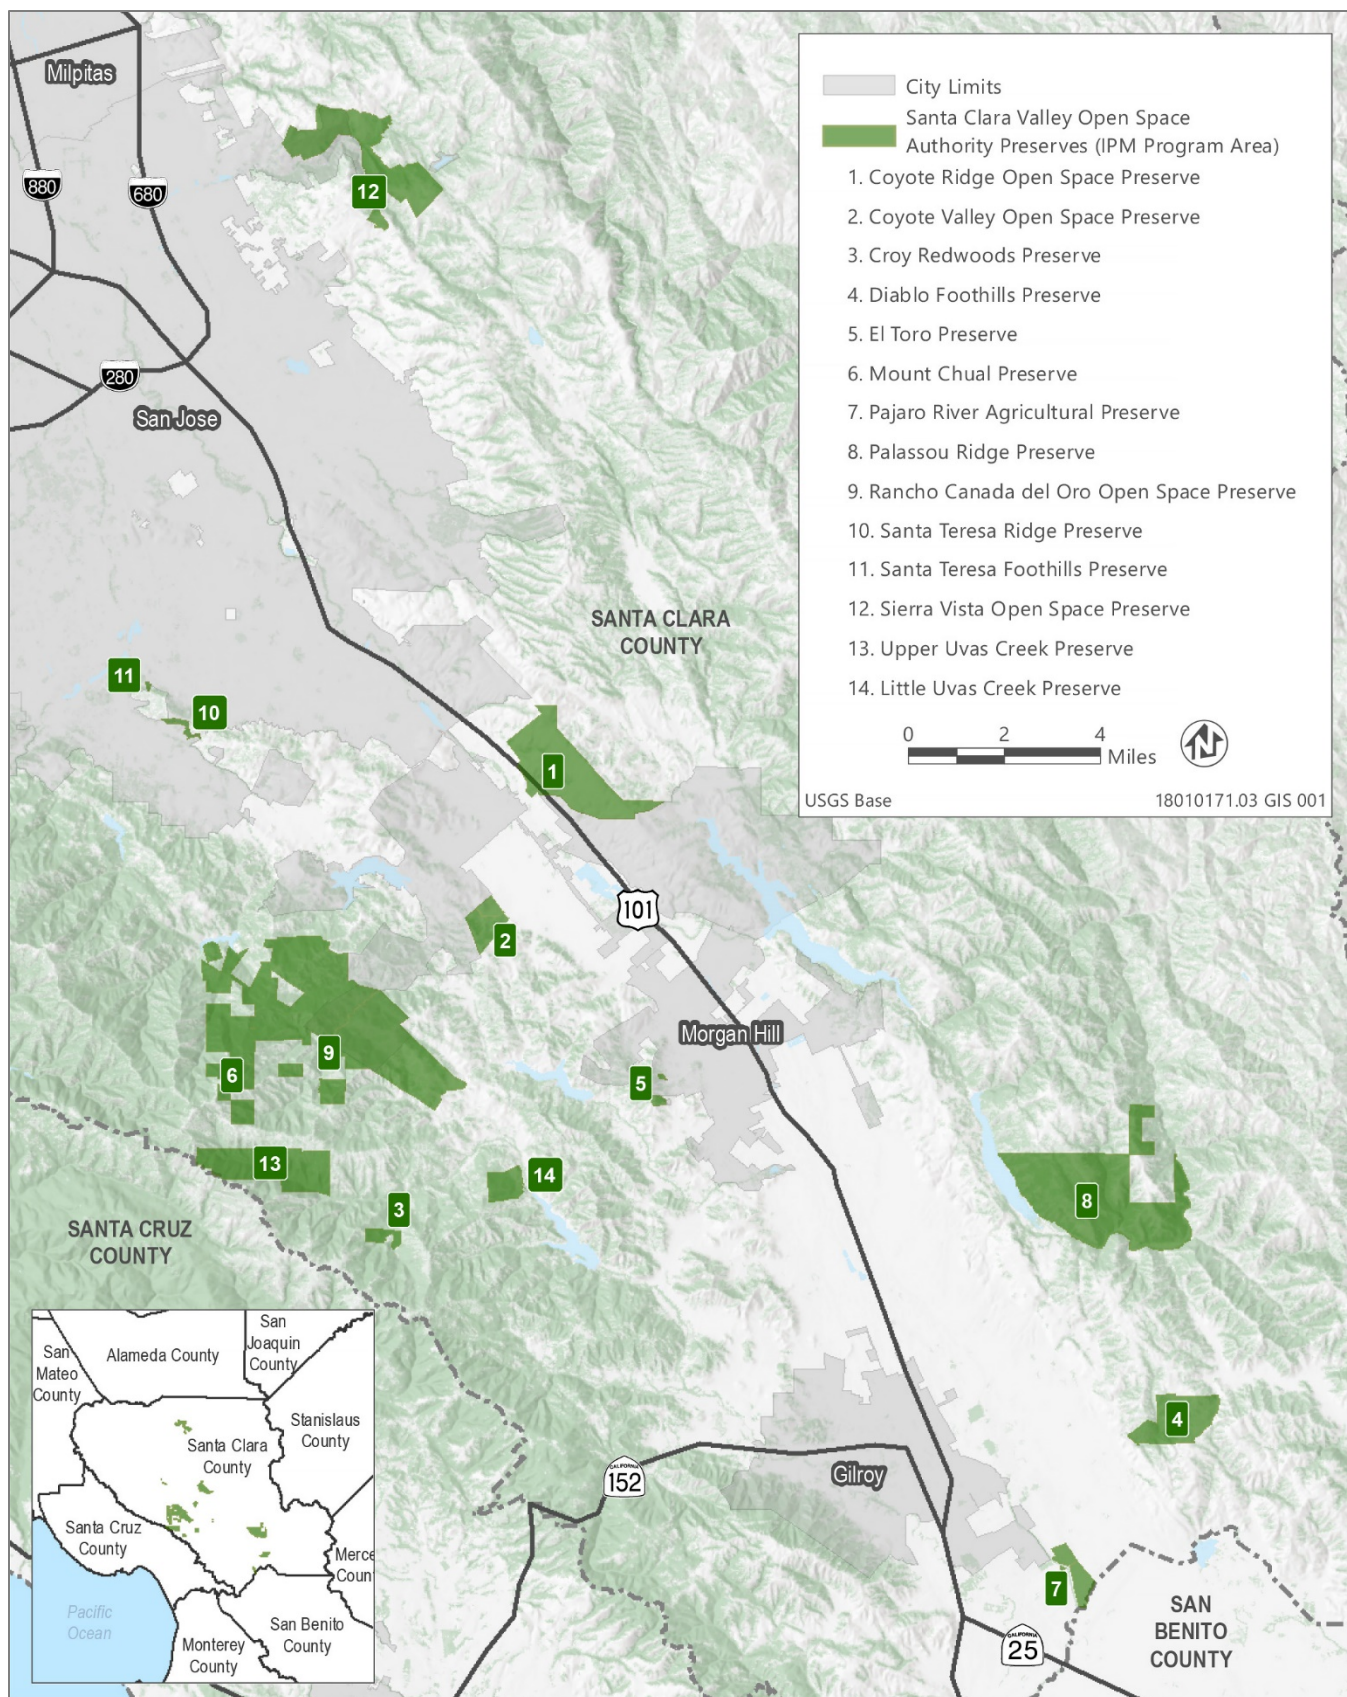 Milpitas
880
680
12
280
San Jose
SANTA CLARA
COUNTY
11
10
1
101
2
Morgan Hill
9
6
5
13
14
3
8
SANTA CRUZ
COUNTY
4
CALIFORNIA
152
Gilroy
7
CALIFORNIA
25
SAN
BENITO
COUNTY
City Limits
Santa Clara Valley Open Space
Authority Preserves (IPM Program Area)
1. Coyote Ridge Open Space Preserve
2. Coyote Valley Open Space Preserve
3. Croy Redwoods Preserve
4. Diablo Foothills Preserve
5. El Toro Preserve
6. Mount Chual Preserve
7. Pajaro River Agricultural Preserve
8. Palassou Ridge Preserve
9. Rancho Canada del Oro Open Space Preserve
10. Santa Teresa Ridge Preserve
11. Santa Teresa Foothills Preserve
12. Sierra Vista Open Space Preserve
13. Upper Uvas Creek Preserve
14. Little Uvas Creek Preserve
0 2 4
Miles
N
USGS Base 18010171.03 GIS 001
San
Mateo
County
Alameda County
San
Joaquin
County
Stanislaus
County
Santa Clara
County
Santa Cruz
County
Merce
Coun
Pacific
Ocean
Monterey
County
San Benito
County